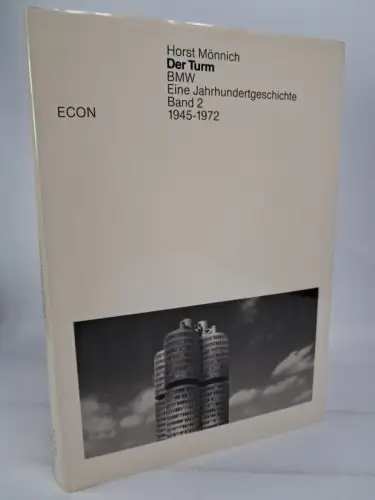 Horst Mönnich
Der Turm
BMW
Eine Jahrhundertgeschichte
Band 2
ECON
1945-1972